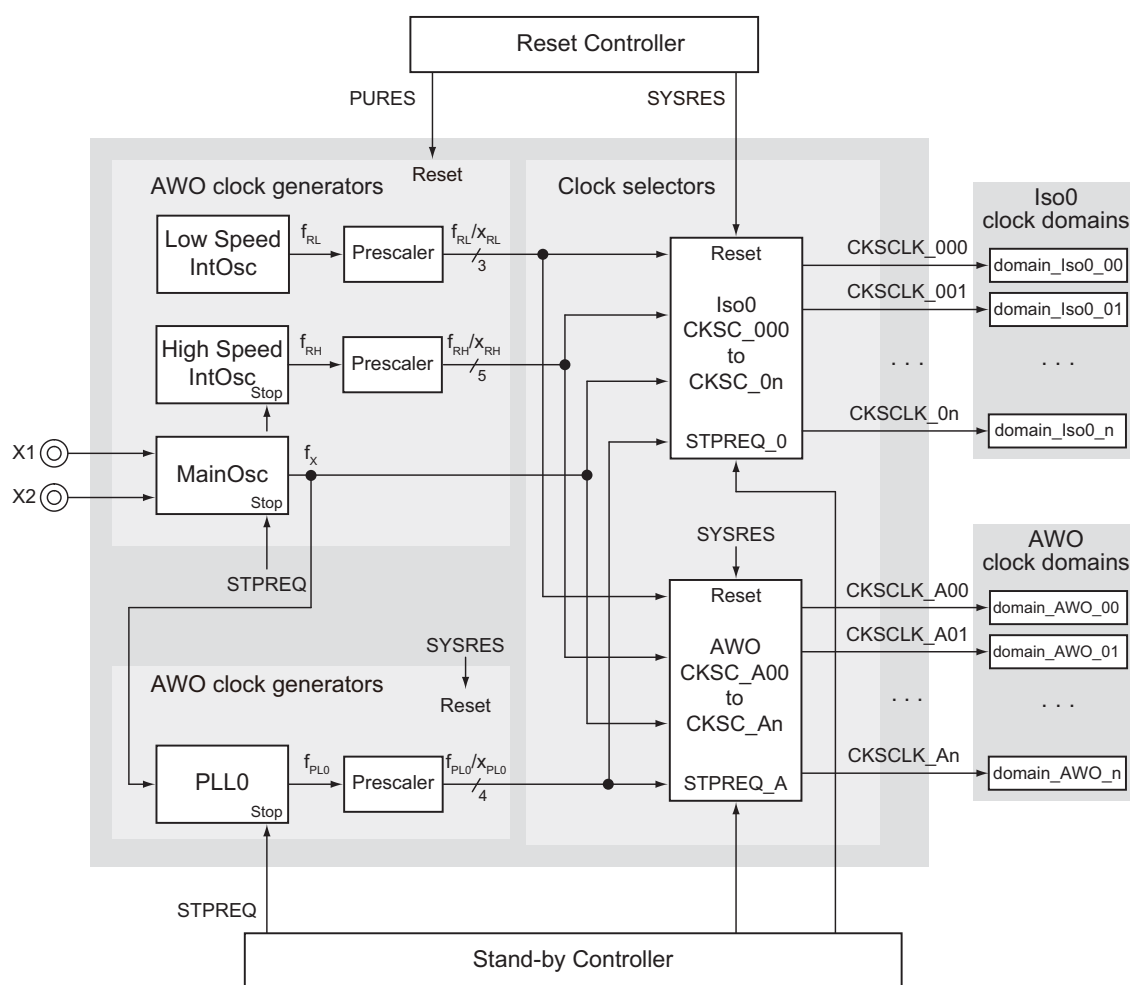 Reset Controller
PURES
SYSRES
Reset
AWO clock generators
Low Speed
IntOsc
fRL
Prescaler
fRL/xRL
3
High Speed
IntOsc
Stop
fRH
Prescaler
fRH/xRH
5
X1
X2
MainOsc
Stop
fX
STPREQ
SYSRES
Reset
AWO clock generators
PLL0
Stop
fPL0
Prescaler
fPL0/xPL0
4
STPREQ
Clock selectors
Reset
Iso0
CKSC_000
to
CKSC_0n
STPREQ_0
SYSRES
Reset
AWO
CKSC_A00
to
CKSC_An
STPREQ_A
CKSCLK_000
CKSCLK_001
. . .
CKSCLK_0n
Iso0
clock domains
domain_Iso0_00
domain_Iso0_01
. . .
domain_Iso0_n
CKSCLK_A00
CKSCLK_A01
. . .
CKSCLK_An
AWO
clock domains
domain_AWO_00
domain_AWO_01
. . .
domain_AWO_n
Stand-by Controller